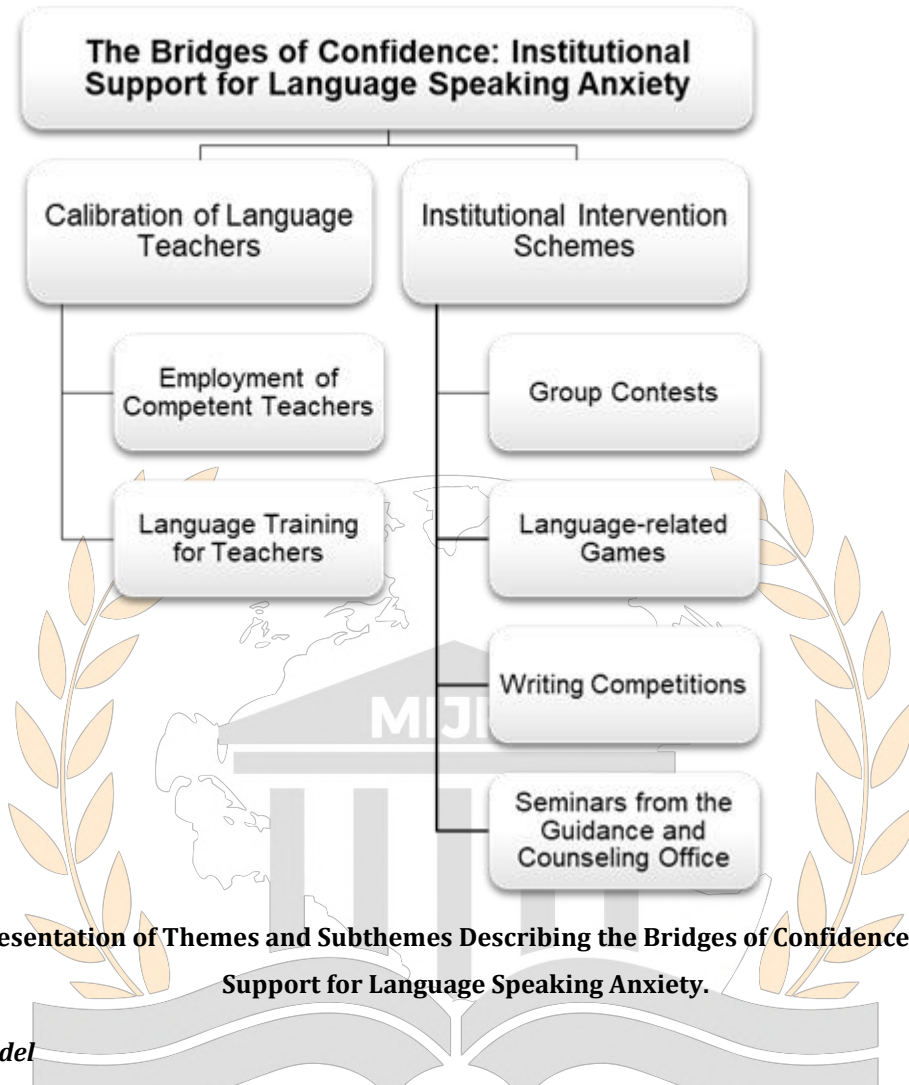 The Bridges of Confidence: Institutional
Support for Language Speaking Anxiety
Calibration of Language
Teachers
Institutional Intervention
Schemes
Employment of
Competent Teachers
Language Training
for Teachers
Group Contests
Language-related
Games
Writing Competitions
Seminars from the
Guidance and
Counseling Office
of Themes and Subthemes Describing the Bridges of Confidence
Support for Language Speaking Anxiety.